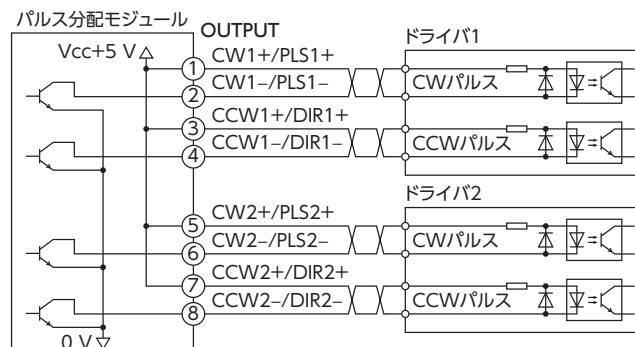 パルス分配モジュール
OUTPUT
Vcc+5 V
① CW1+/PLS1+
② CW1−/PLS1−
③ CCW1+/DIR1+
④ CCW1−/DIR1−
⑤ CW2+/PLS2+
⑥ CW2−/PLS2−
⑦ CCW2+/DIR2+
⑧ CCW2−/DIR2−
0 V
ドライバ1
CWパルス
CCWパルス
ドライバ2
CWパルス
CCWパルス